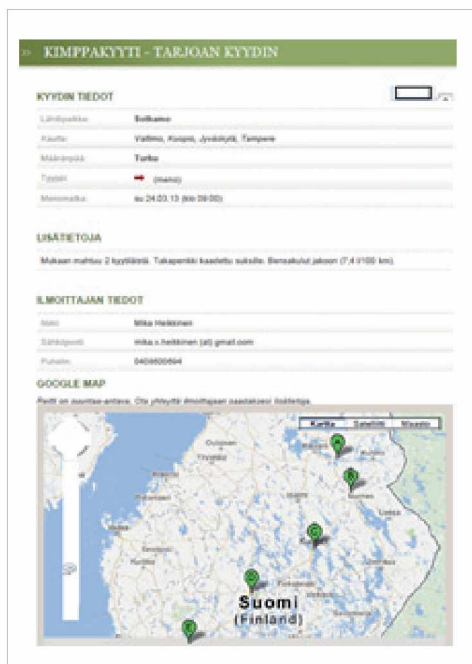 » KIMPPAKYYTI - TARJOAN KYYDIN
KYYDIN TIEDOT
Lähtöpaikka: Sotkamo
Kautta: Valtimo, Kuopio, Jyväskylä, Tampere
Määränpää: Turku
Tyyppi: (meno)
Menomatka: su 24.03.13 (klo 09:00)
LISÄTIETOJA
Mukaan mahtuu 2 kyytiläistä. Takapenkki kaadettu suksille. Bensakulut jakoon (7,4 l/100 km).
ILMOITTAJAN TIEDOT
Nimi: Mika Heikkinen
Sähköposti: mika.s.heikkinen (at) gmail.com
Puhelin: 0408600694
GOOGLE MAP
Reitti on suuntaa-antava. Ota yhteyttä ilmoittajaan saadaksesi lisätietoja.
Kartta Satelliitti Maasto
A
B
C
D
E
Suomi
(Finland)